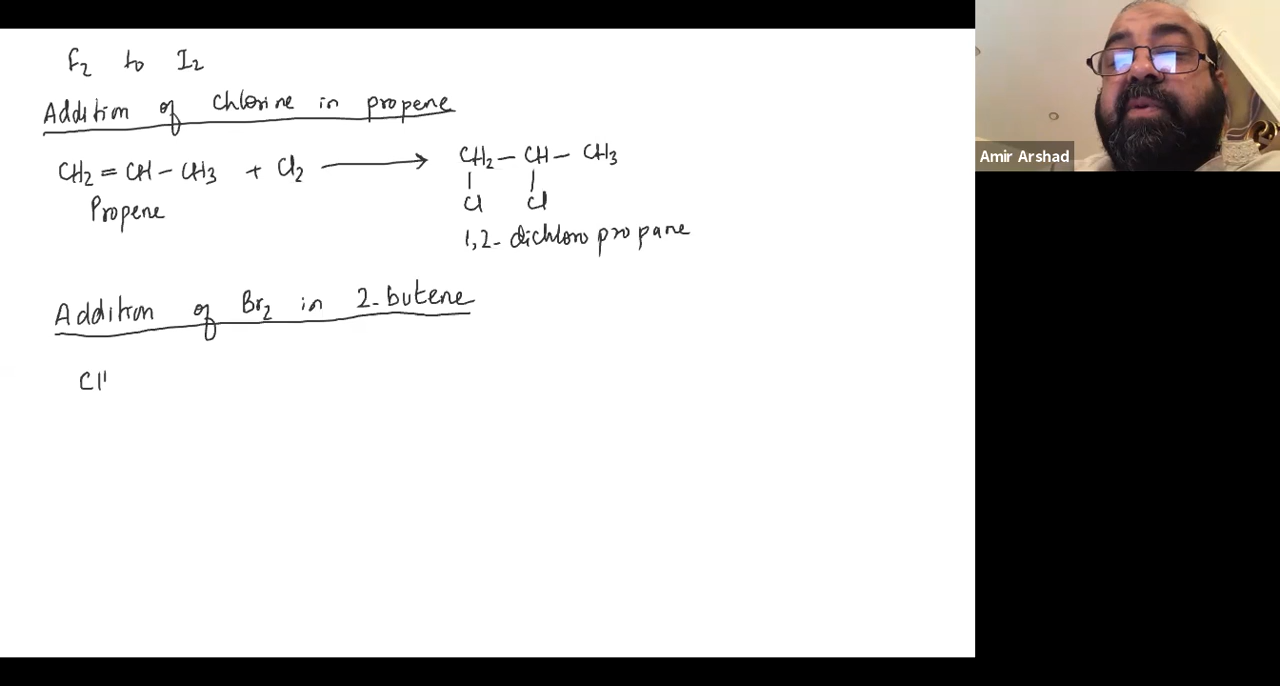 F2 to I2
Addition of Chlorine in propene
CH2 = CH - CH3 + Cl2 ⟶ CH2 - CH - CH3
Cl Cl
Propene
1,2- dichloro propane
Addition of Br2 in 2-butene
Amir Arshad